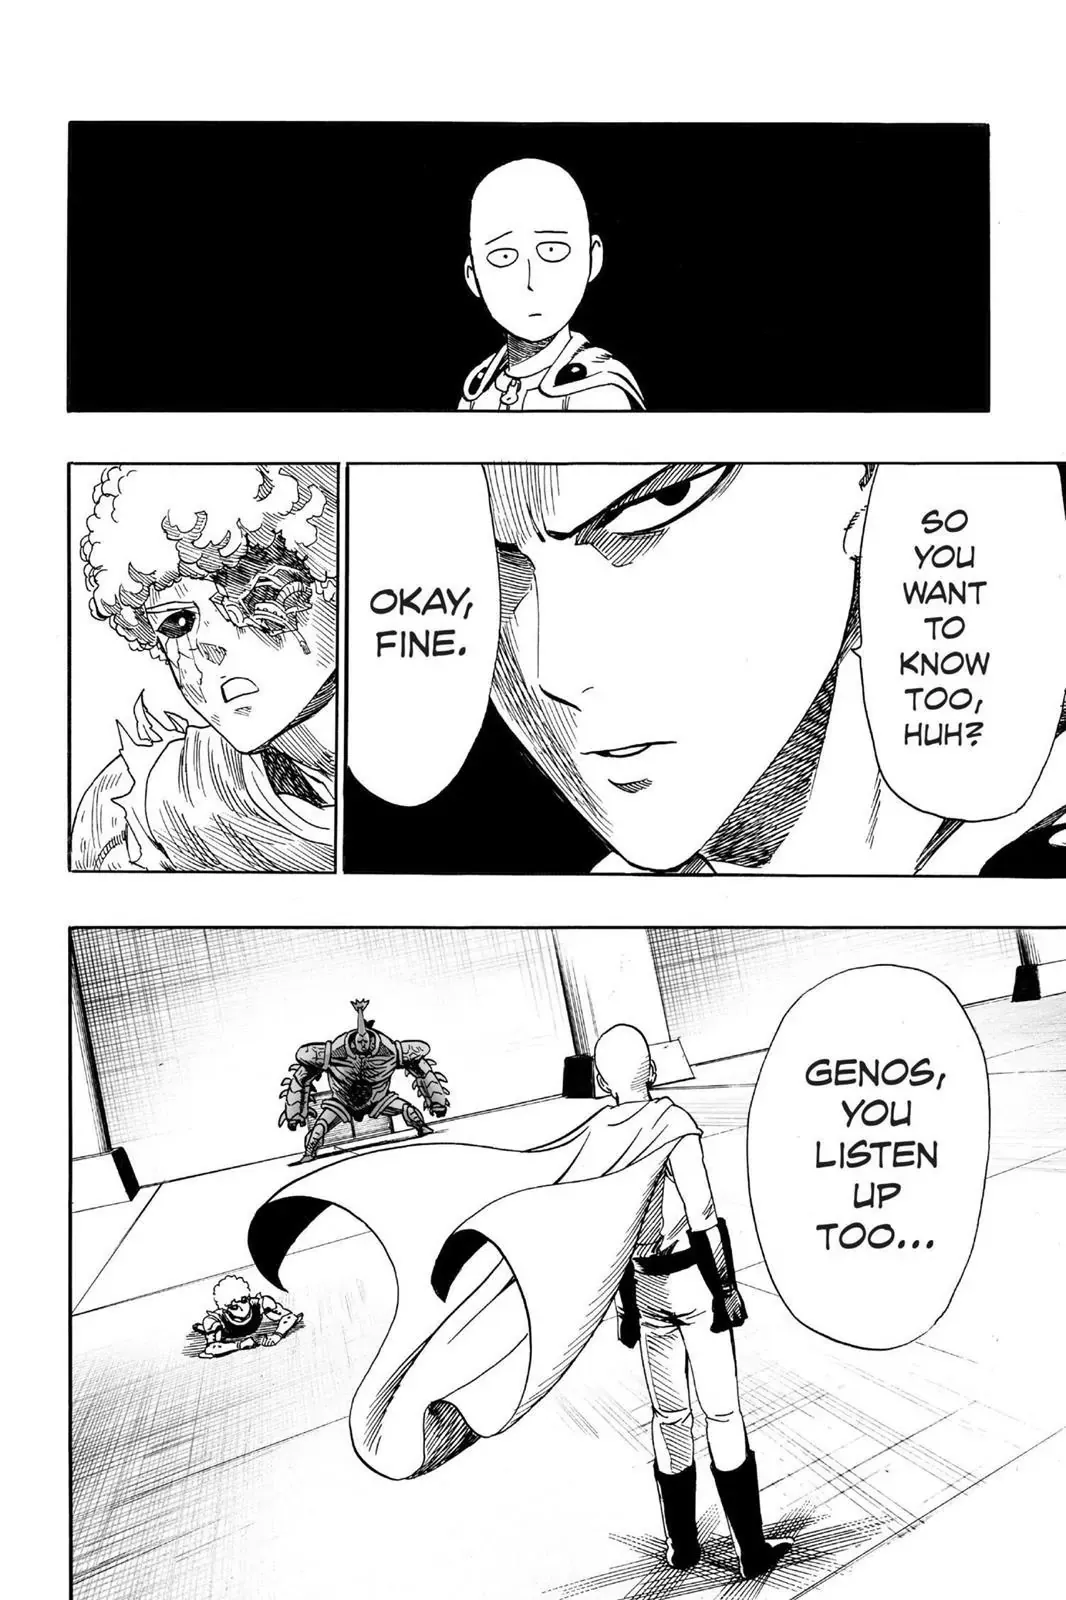 SO
YOU
WANT
TO
KNOW
TOO,
HUH?
OKAY,
FINE.
GENOS,
YOU
LISTEN
UP
TOO...